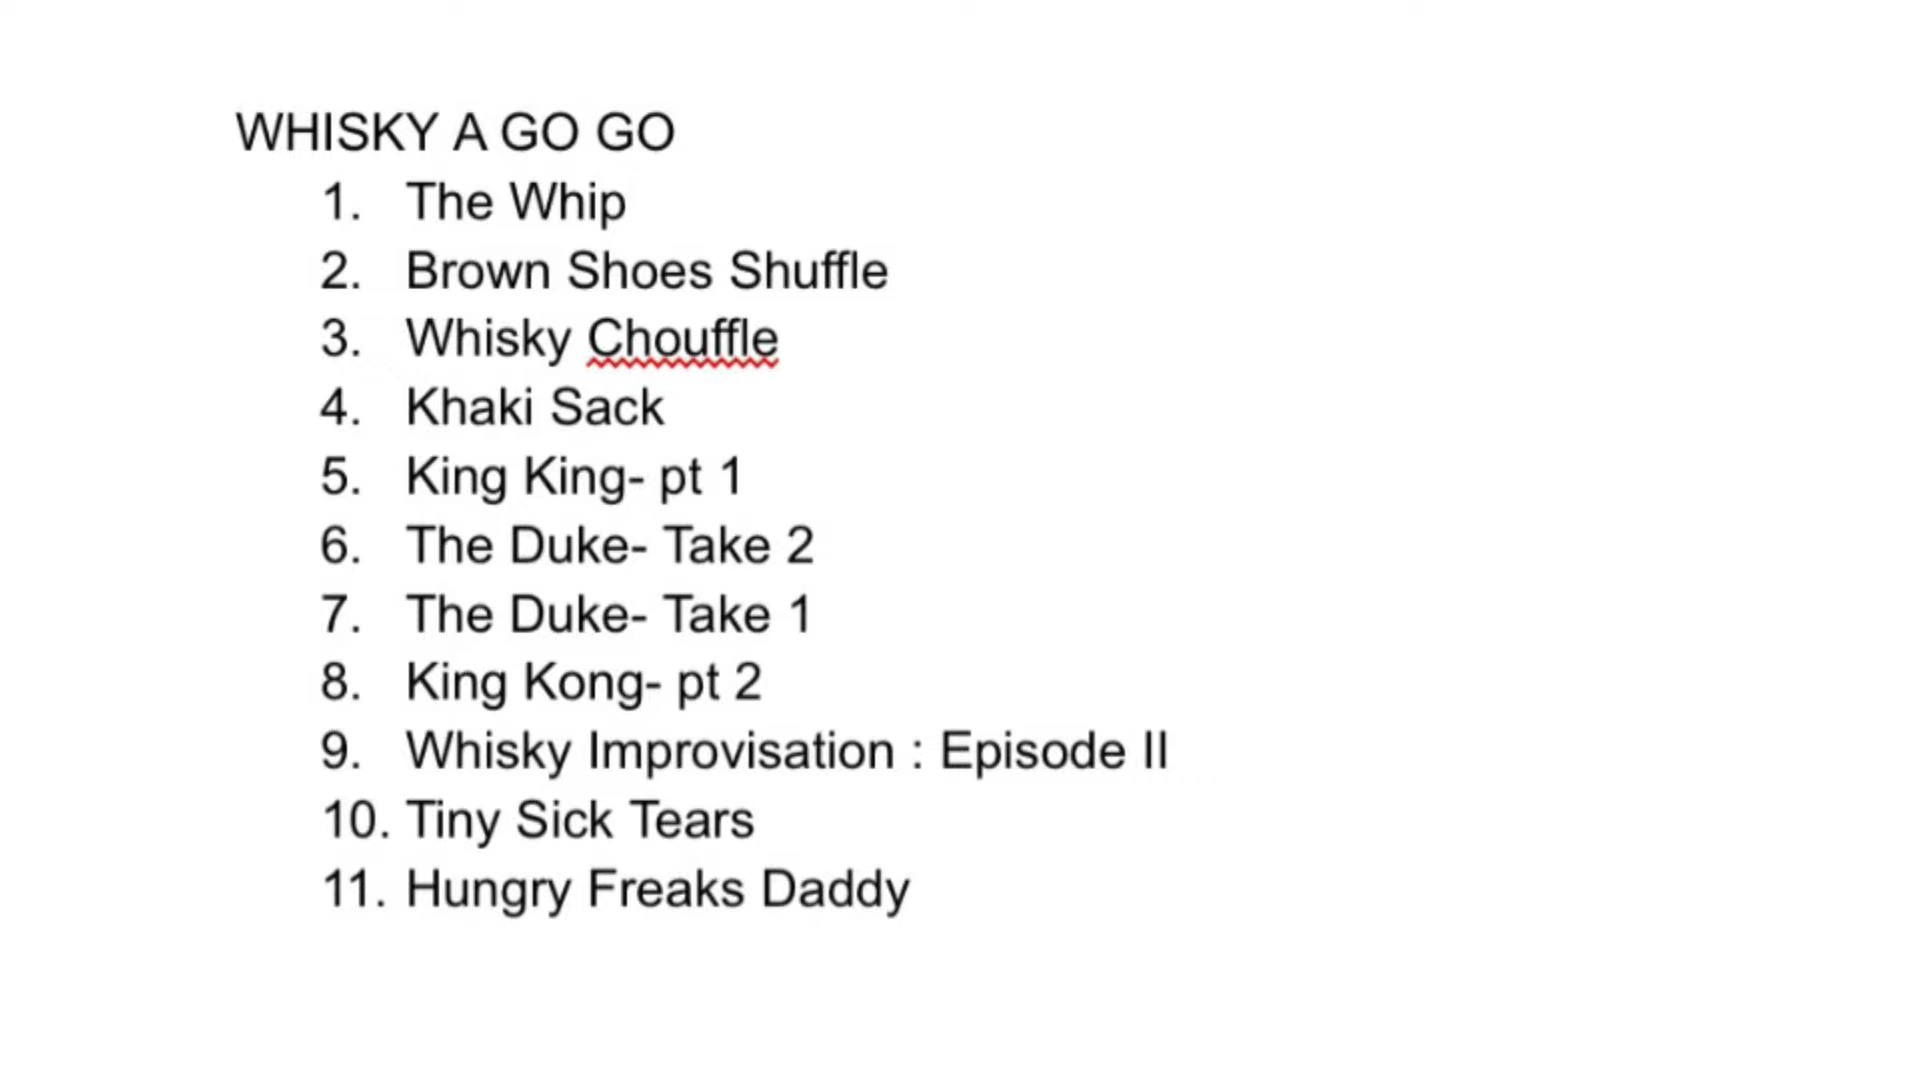 WHISKY A GO GO
1. The Whip
2. Brown Shoes Shuffle
3. Whisky Chouffle
4. Khaki Sack
5. King King- pt 1
6. The Duke- Take 2
7. The Duke- Take 1
8. King Kong- pt 2
9. Whisky Improvisation : Episode II
10. Tiny Sick Tears
11. Hungry Freaks Daddy